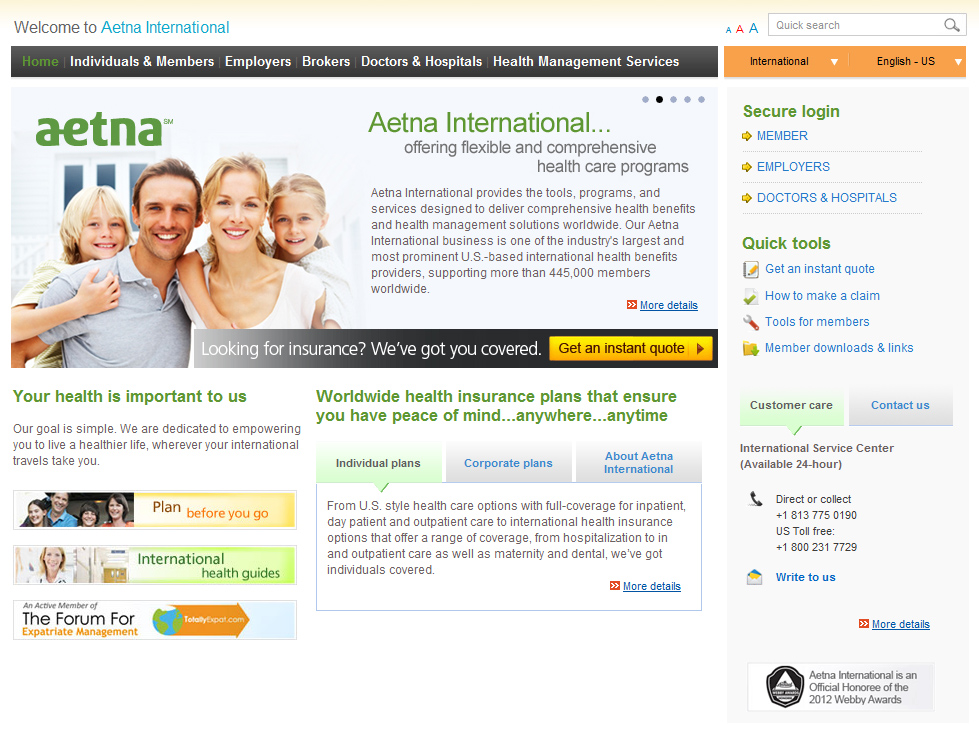 Welcome to Aetna International
A A A
Quick search
Home | Individuals & Members | Employers | Brokers | Doctors & Hospitals | Health Management Services
International
English - US
aetna SM
Aetna International...
offering flexible and comprehensive
health care programs
Aetna International provides the tools, programs, and
services designed to deliver comprehensive health benefits
and health management solutions worldwide. Our Aetna
International business is one of the industry's largest and
most prominent U.S.-based international health benefits
providers, supporting more than 445,000 members
worldwide.
More details
Looking for insurance? We've got you covered.
Get an instant quote
Your health is important to us
Our goal is simple. We are dedicated to empowering
you to live a healthier life, wherever your international
travels take you.
Plan before you go
International
health guides
An Active Member of
The Forum For
Expatriate Management
TotallyExpat.com
Worldwide health insurance plans that ensure
you have peace of mind...anywhere...anytime
Individual plans
Corporate plans
About Aetna
International
From U.S. style health care options with full-coverage for inpatient,
day patient and outpatient care to international health insurance
options that offer a range of coverage, from hospitalization to in
and outpatient care as well as maternity and dental, we've got
individuals covered.
More details
Secure login
MEMBER
EMPLOYERS
DOCTORS & HOSPITALS
Quick tools
Get an instant quote
How to make a claim
Tools for members
Member downloads & links
Customer care
Contact us
International Service Center
(Available 24-hour)
Direct or collect
+1 813 775 0190
US Toll free:
+1 800 231 7729
Write to us
More details
WEBBY AWARDS
Aetna International is an
Official Honoree of the
2012 Webby Awards